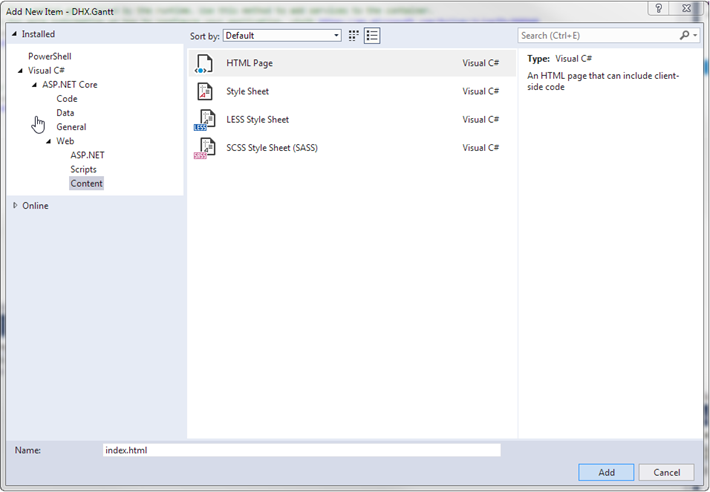 Add New Item - DHX.Gantt
Installed
Sort by: Default
Search (Ctrl+E)
PowerShell
Visual C#
ASP.NET Core
Code
Data
General
Web
ASP.NET
Scripts
Content
Online
HTML Page Visual C#
Style Sheet Visual C#
LESS Style Sheet Visual C#
LESS
SCSS Style Sheet (SASS) Visual C#
SASS
Type: Visual C#
An HTML page that can include client-
side code
Name: index.html
Add Cancel